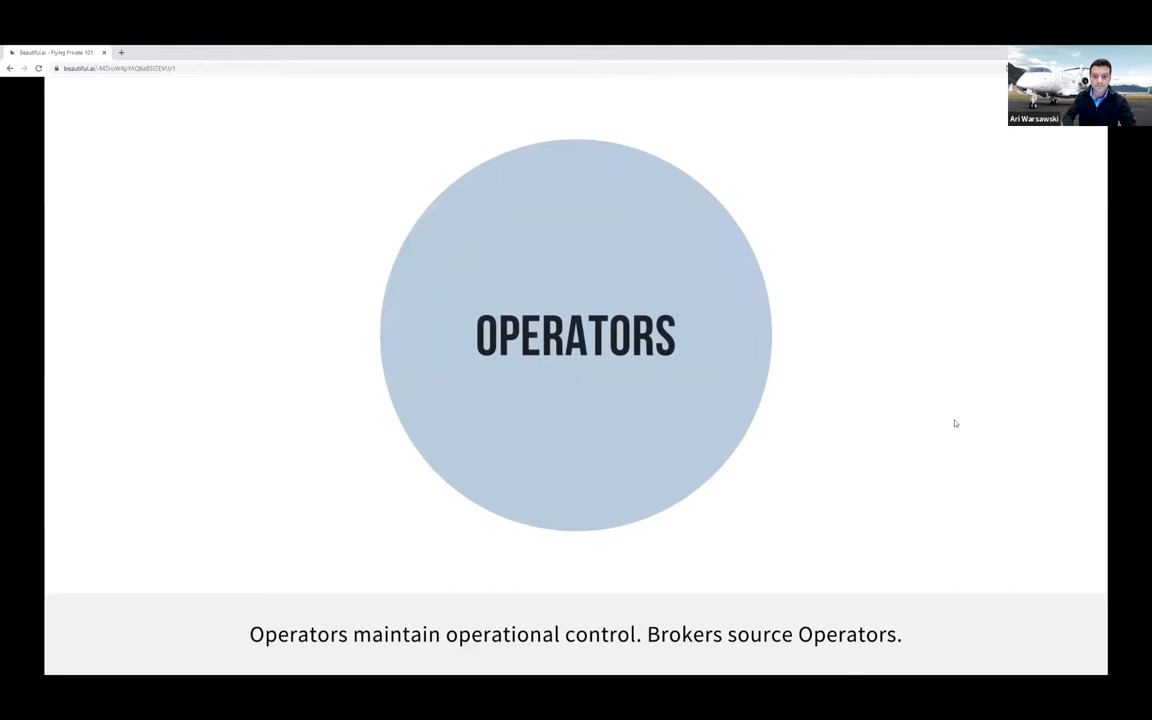 Beautiful.ai - Flying Private 101
Ari Warsawski
OPERATORS
Operators maintain operational control. Brokers source Operators.